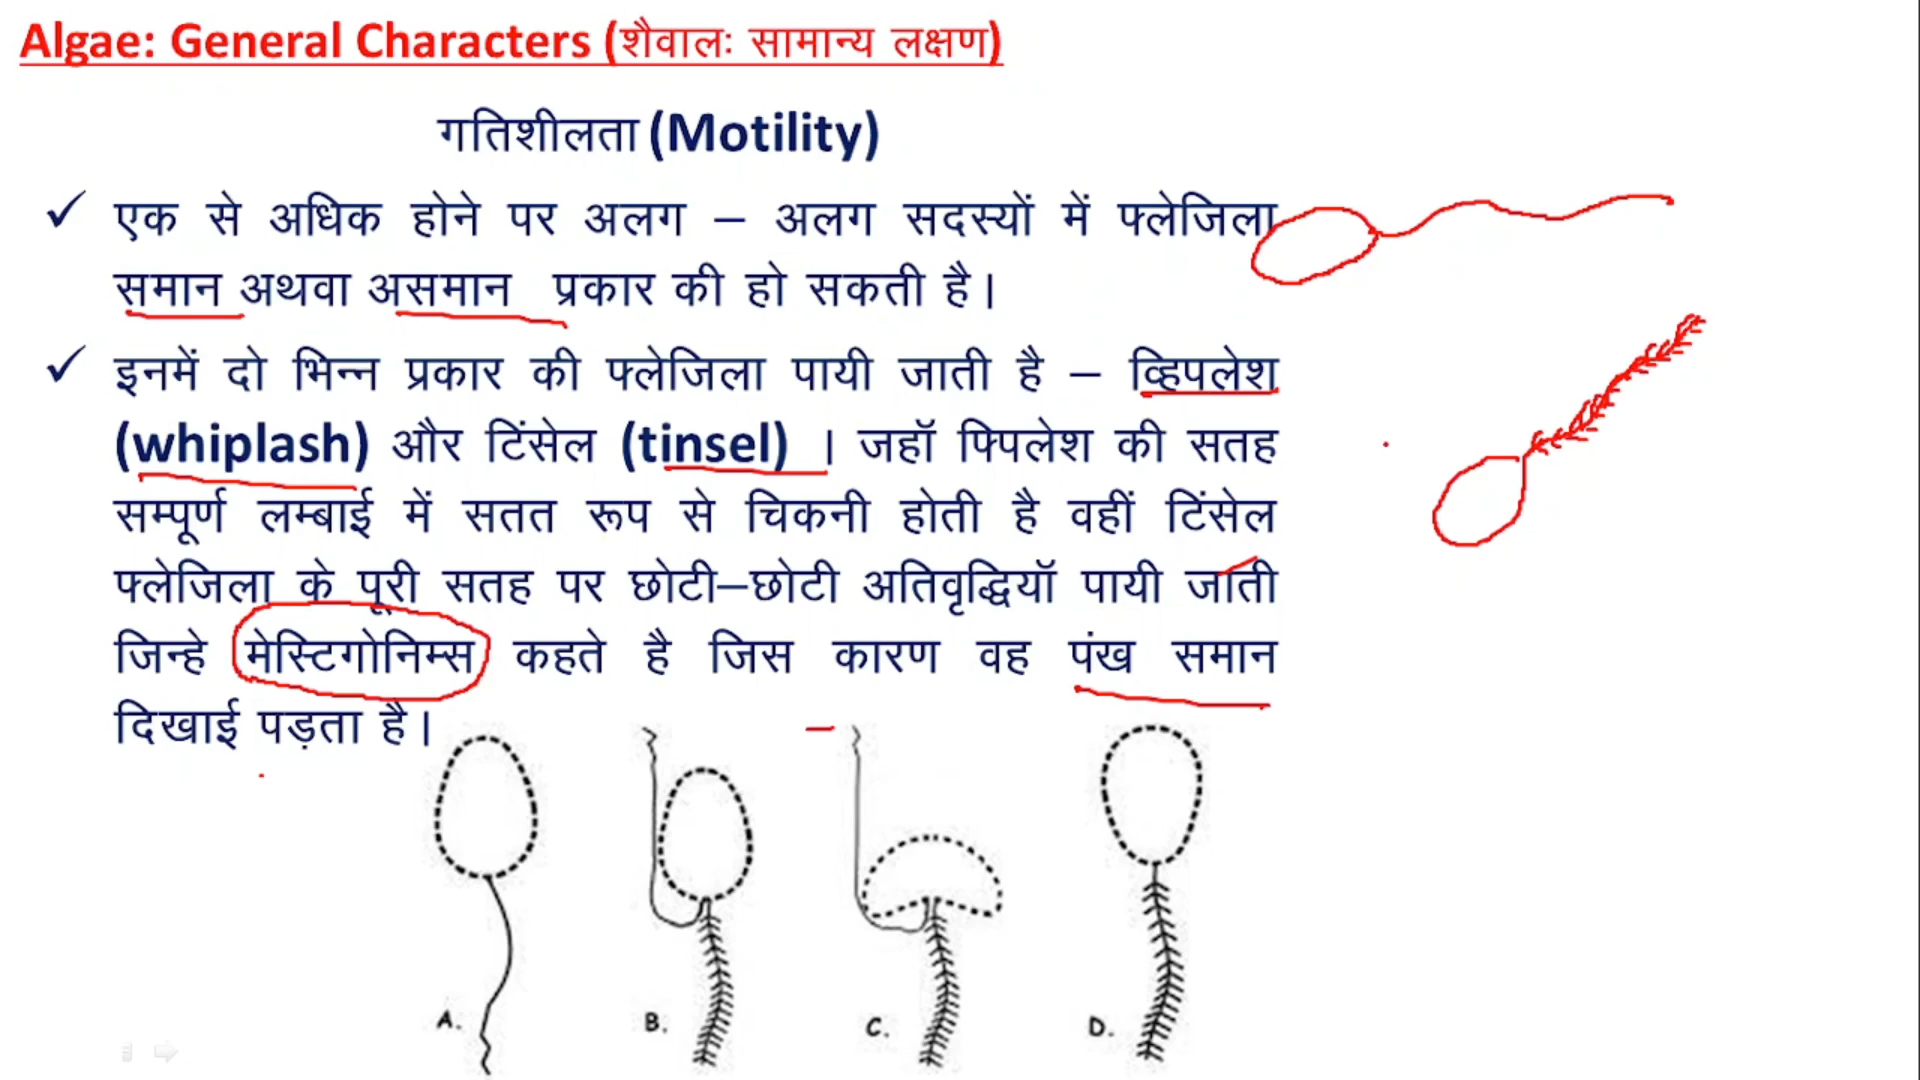 Algae: General Characters (शैवालः सामान्य लक्षण)
गतिशीलता (Motility)
✓ एक से अधिक होने पर अलग – अलग सदस्यों में फ्लेजिला
समान अथवा असमान प्रकार की हो सकती है।
✓ इनमें दो भिन्न प्रकार की फ्लेजिला पायी जाती है – व्हिपलेश
(whiplash) और टिंसेल (tinsel) । जहॉ फ्पिलेश की सतह
सम्पूर्ण लम्बाई में सतत रूप से चिकनी होती है वहीं टिंसेल
फ्लेजिला के पूरी सतह पर छोटी–छोटी अतिवृद्धियॉ पायी जाती
जिन्हे मेस्टिगोनिम्स कहते है जिस कारण वह पंख समान
दिखाई पड़ता है।
A. B. C. D.